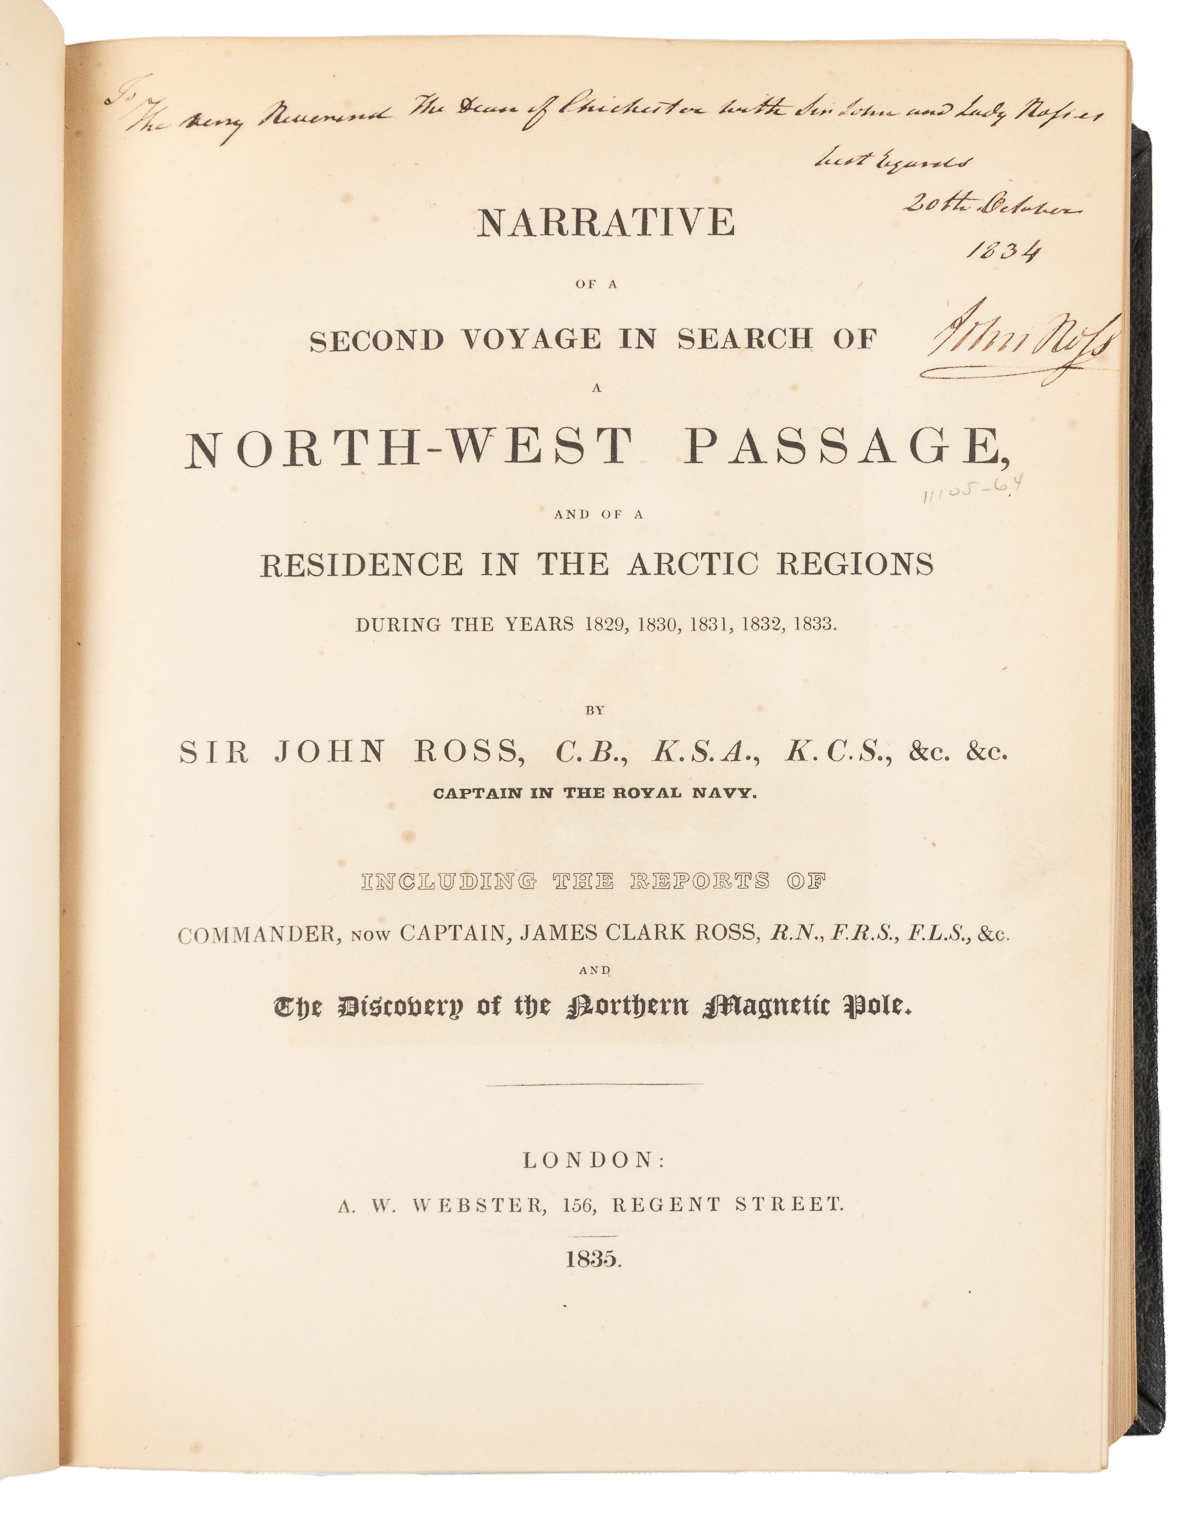 To
The very Reverend The Dean of Chichester with Sir John and Lady Rosses
best regards
20th October
1834
John Ross
NARRATIVE
OF A
SECOND VOYAGE IN SEARCH OF
A
NORTH-WEST PASSAGE,
11105-64
AND OF A
RESIDENCE IN THE ARCTIC REGIONS
DURING THE YEARS 1829, 1830, 1831, 1832, 1833.
BY
SIR JOHN ROSS, C.B., K.S.A., K.C.S., &c. &c.
CAPTAIN IN THE ROYAL NAVY.
INCLUDING THE REPORTS OF
COMMANDER, NOW CAPTAIN, JAMES CLARK ROSS, R.N., F.R.S., F.L.S., &c.
AND
The Discovery of the Northern Magnetic Pole.
LONDON:
A. W. WEBSTER, 156, REGENT STREET.
1835.